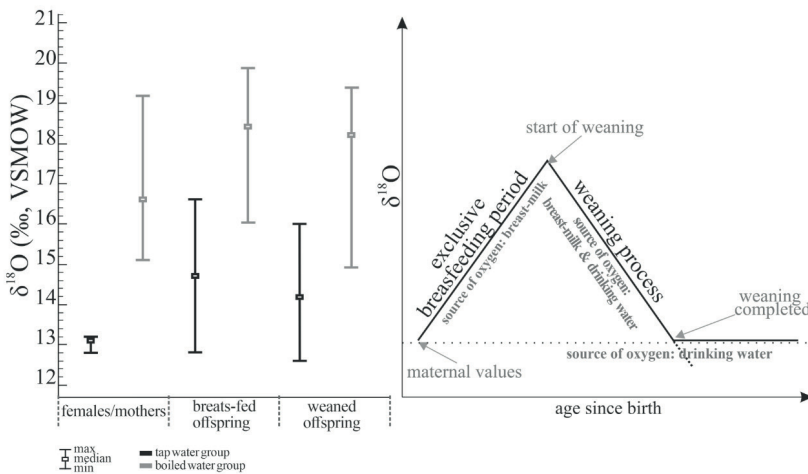 δ¹⁸O (‰, VSMOW)
21
20
19
18
17
16
15
14
13
12
females/mothers
breats-fed
offspring
weaned
offspring
max
median
min
tap water group
boiled water group
δ¹⁸O
start of weaning
exclusive
breasfeeding period
source of oxygen: breast-milk
weaning process
source of oxygen:
breast-milk & drinking water
weaning
completed
maternal values
source of oxygen: drinking water
age since birth